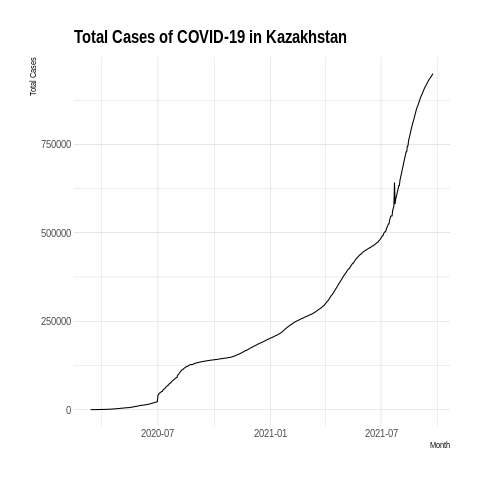 Total Cases of COVID-19 in Kazakhstan
Total Cases
750000
500000
250000
0
2020-07 2021-01 2021-07
Month